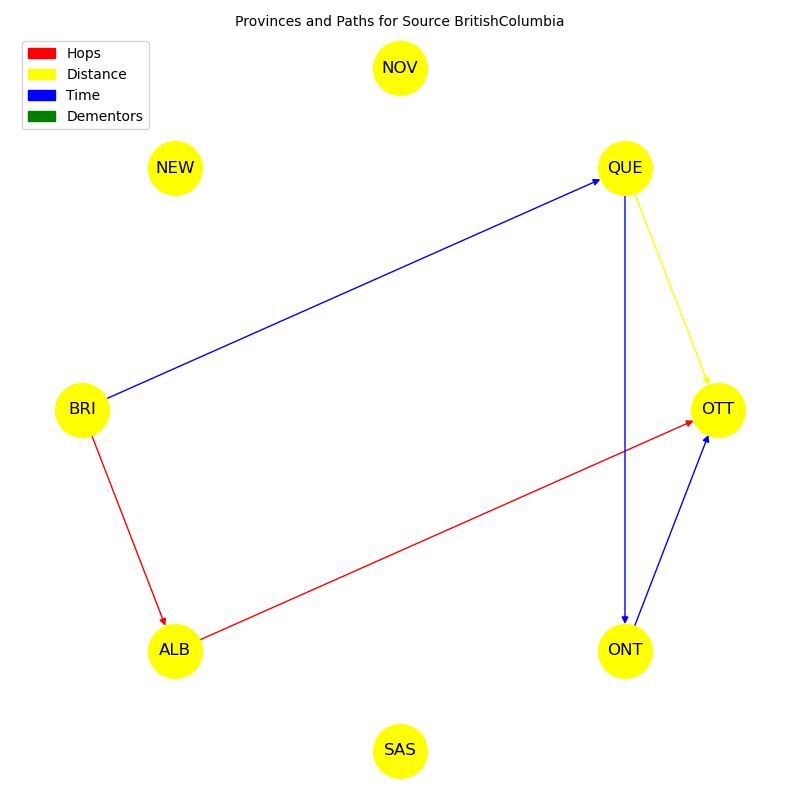 Provinces and Paths for Source BritishColumbia
Hops
Distance
Time
Dementors
NOV
NEW
QUE
BRI
OTT
ALB
ONT
SAS